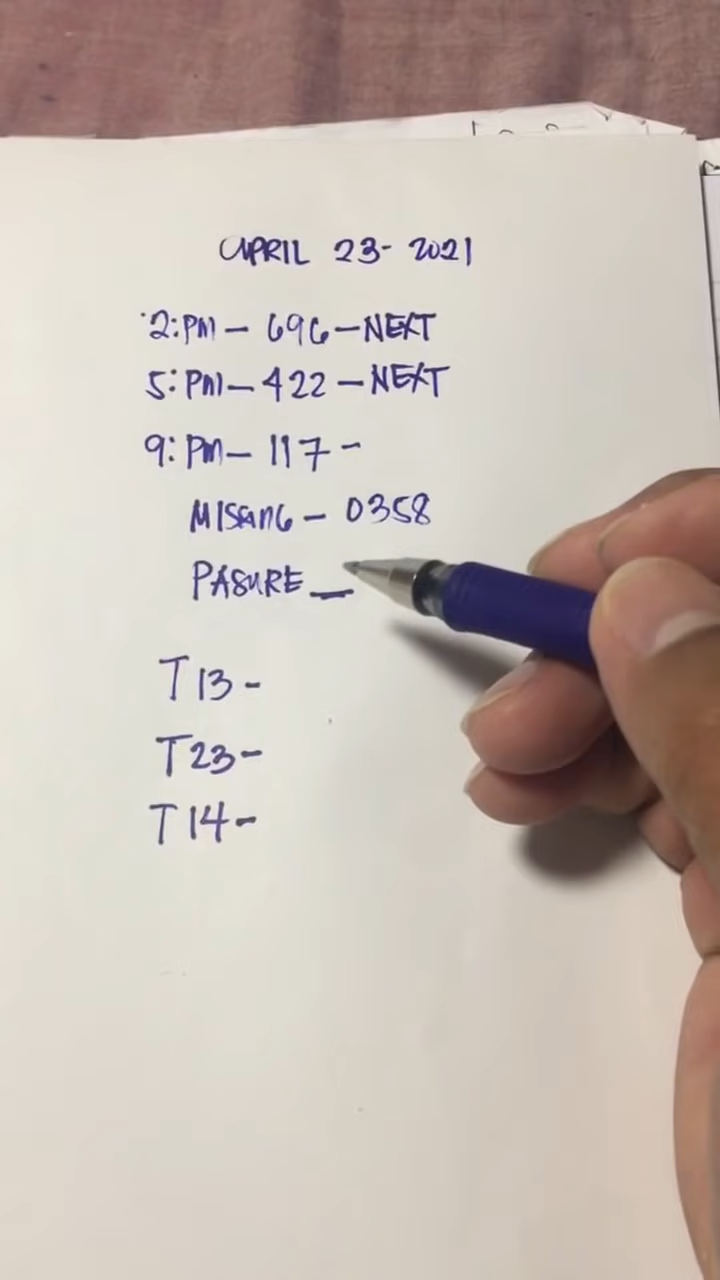 APRIL 23- 2021
2:PM - 696 - NEXT
5:PM - 422 - NEXT
9:PM - 117 -
MISSING - 0358
PASURE _
T13 -
T23 -
T14 -